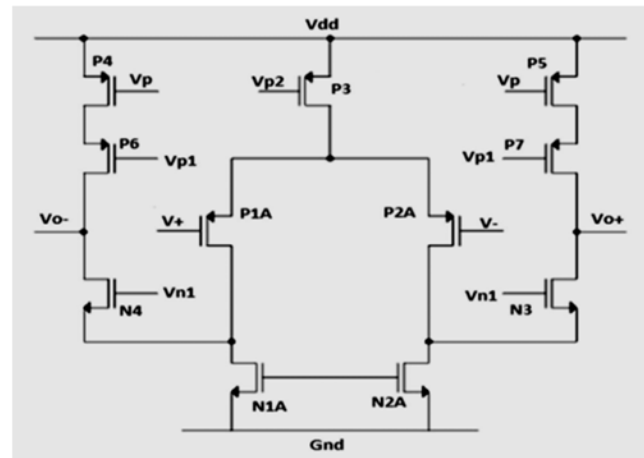 Vdd
P4 Vp Vp2 P3 Vp P5
P6 Vp1 Vp1 P7
Vo- V+ P1A P2A V- Vo+
N4 Vn1 Vn1 N3
N1A N2A
Gnd